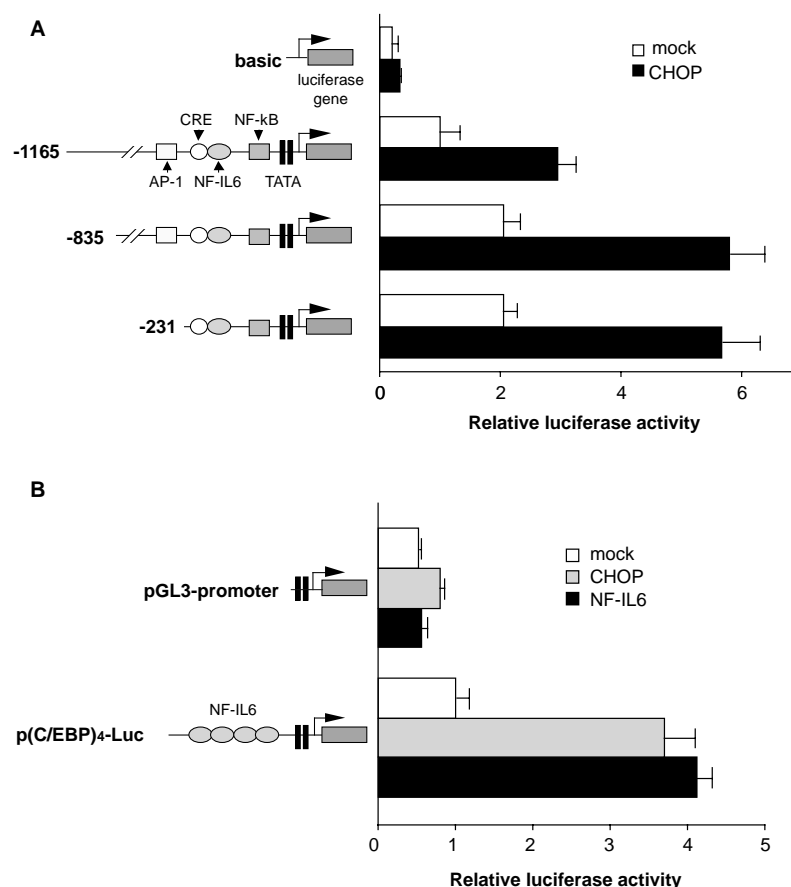 A
basic
luciferase
gene
mock
CHOP
CRE
NF-kB
-1165
AP-1
NF-IL6
TATA
-835
-231
0
2
4
6
Relative luciferase activity
B
mock
CHOP
NF-IL6
pGL3-promoter
NF-IL6
p(C/EBP)4-Luc
0
1
2
3
4
5
Relative luciferase activity